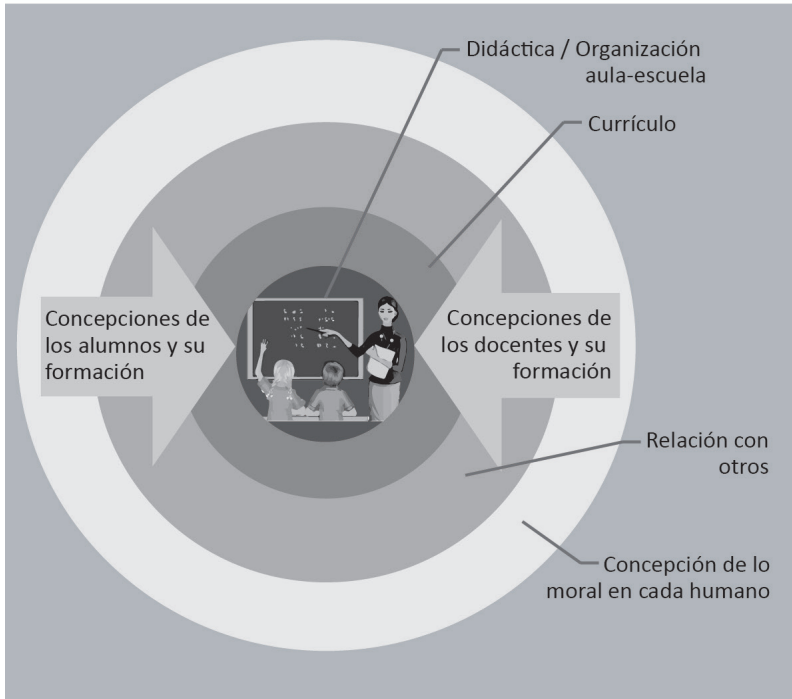 Didáctica / Organización
aula-escuela
Currículo
Concepciones de
los alumnos y su
formación
Concepciones de
los docentes y su
formación
Relación con
otros
Concepción de lo
moral en cada humano